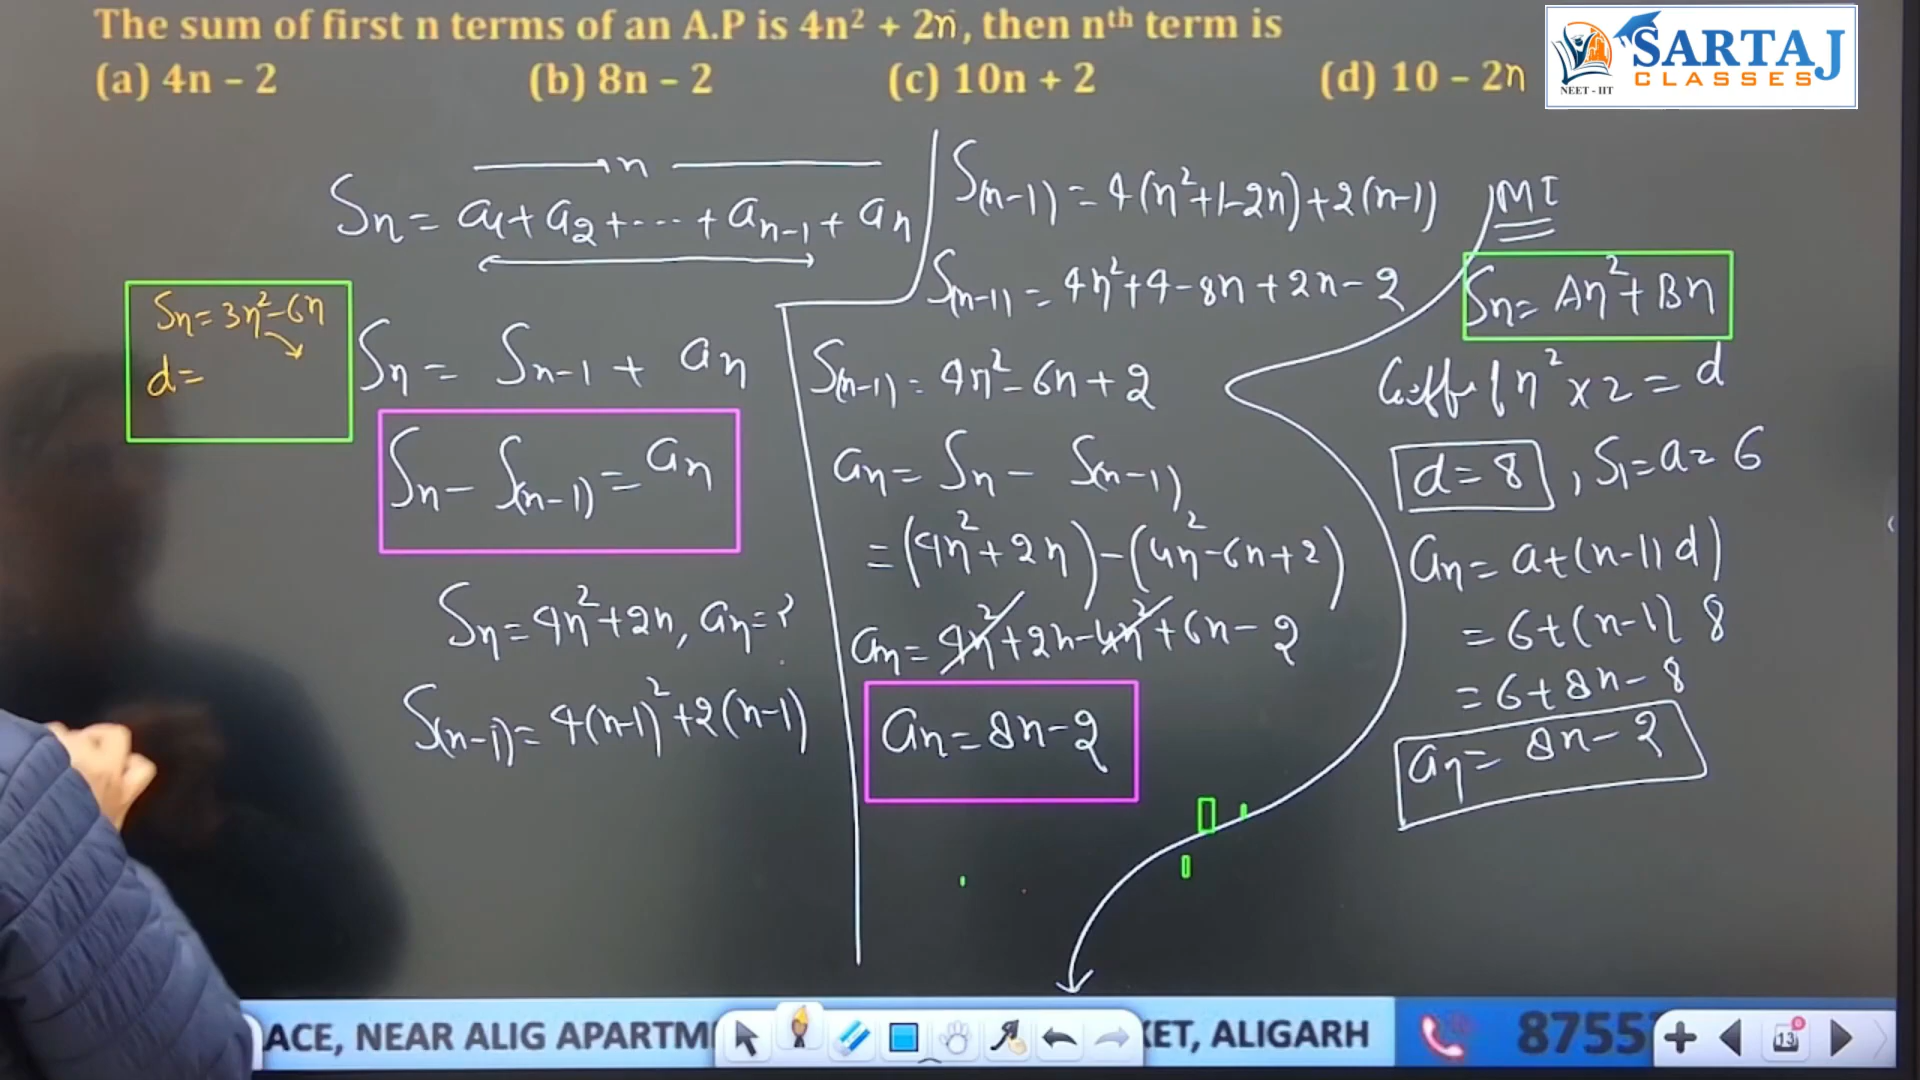 The sum of first n terms of an A.P is 4n² + 2n, then nᵗʰ term is
(a) 4n – 2 (b) 8n – 2 (c) 10n + 2 (d) 10 – 2n
SARTAJ
CLASSES
NEET - IIT
n
Sn = a1 + a2 + ---- + an-1 + an
Sn = 3n² - 6n
d =
Sn = Sn-1 + an
Sn - S(n-1) = an
Sn = 4n² + 2n, an = ?
S(n-1) = 4(n-1)² + 2(n-1)
S(n-1) = 4(n²+1-2n) + 2(n-1)
S(n-1) = 4n² + 4 - 8n + 2n - 2
S(n-1) = 4n² - 6n + 2
an = Sn - S(n-1)
= (4n² + 2n) - (4n² - 6n + 2)
an = 4n² + 2n - 4n² + 6n - 2
an = 8n - 2
Sn = An² + Bn
n² × 2 = d
d = 8, S1 = a = 6
an = a + (n-1) d
= 6 + (n-1) 8
= 6 + 8n - 8
an = 8n - 2
ACE, NEAR ALIG APARTM KET, ALIGARH 8755
13